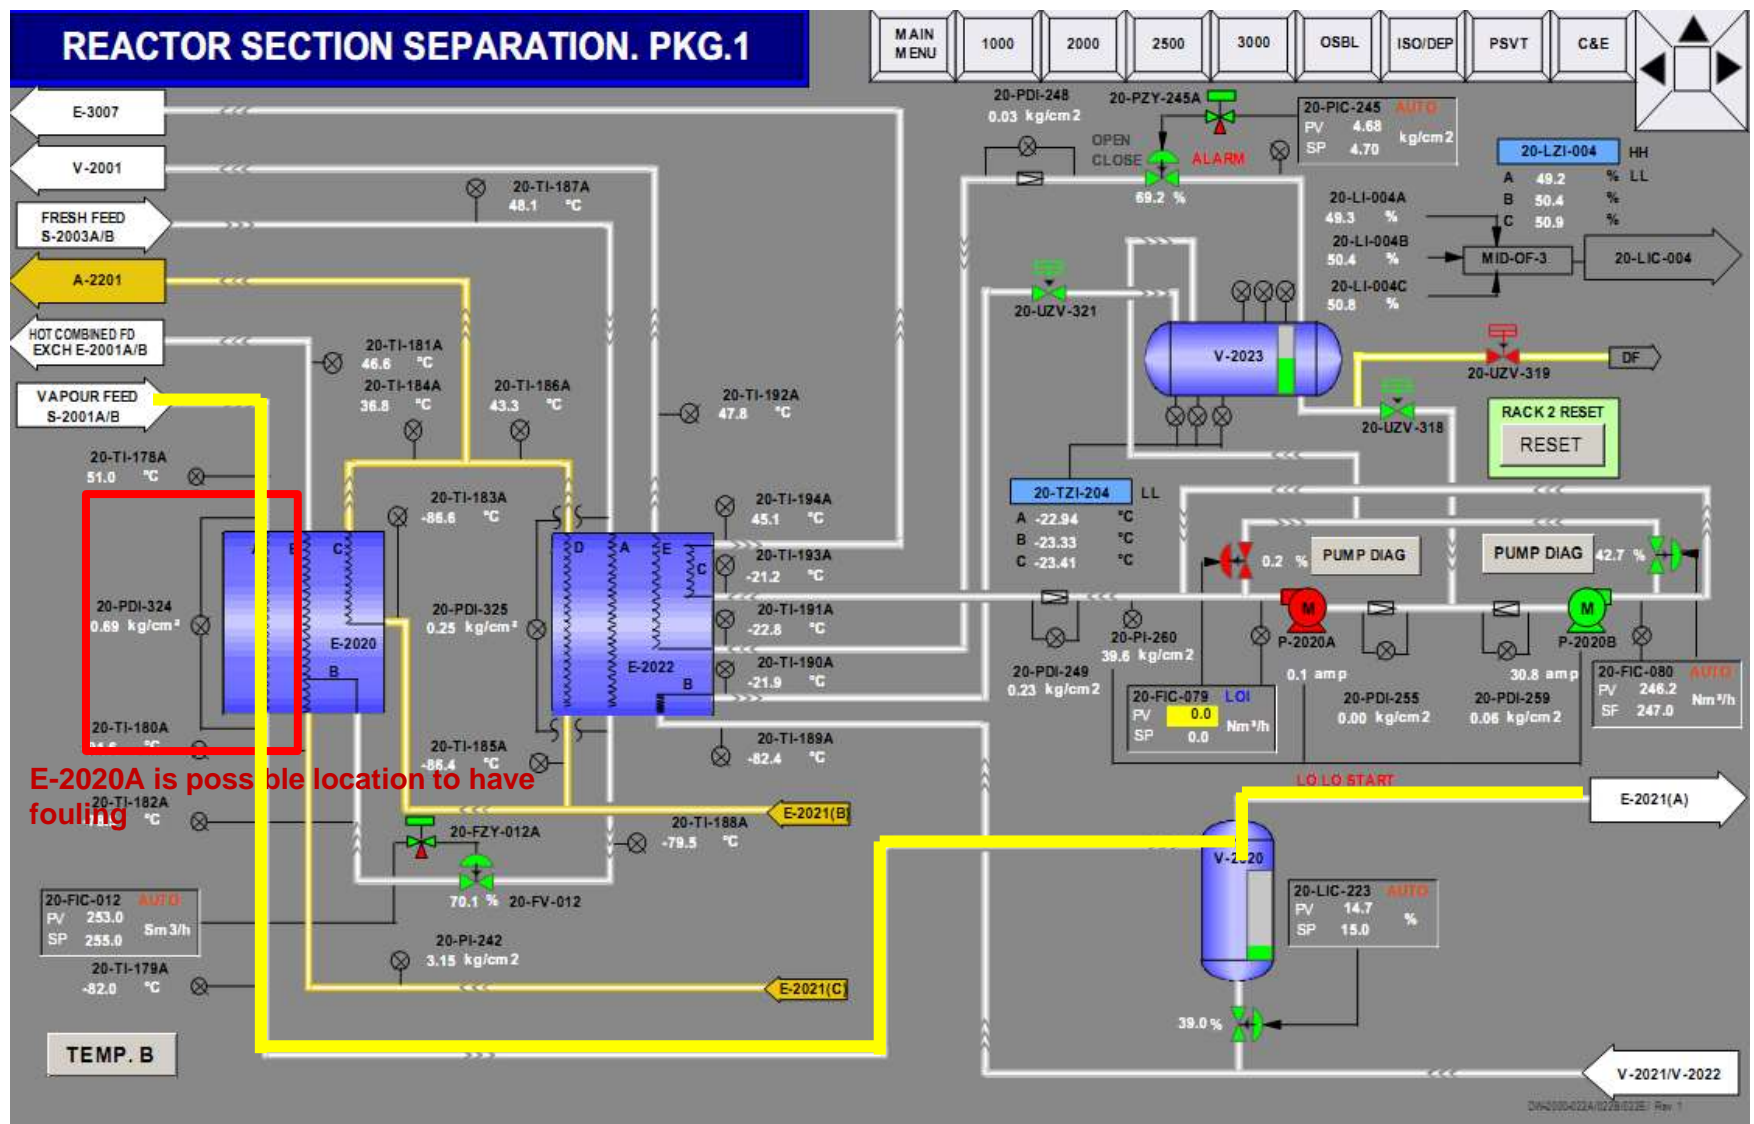 REACTOR SECTION SEPARATION. PKG.1
MAIN MENU
1000
2000
2500
3000
OSBL
ISO/DEP
PSVT
C&E
E-3007
V-2001
FRESH FEED
S-2003A/B
A-2201
HOT COMBINED FD
EXCH E-2001A/B
VAPOUR FEED
S-2001A/B
20-TI-187A
48.1 °C
20-TI-181A
46.6 °C
20-TI-184A
36.8 °C
20-TI-186A
43.3 °C
20-TI-192A
47.8 °C
20-TI-178A
51.0 °C
20-TI-183A
-86.6 °C
20-TI-194A
45.1 °C
20-TI-193A
-21.2 °C
20-TI-191A
-22.8 °C
20-TI-190A
-21.9 °C
20-TI-189A
-82.4 °C
20-PDI-324
0.69 kg/cm²
20-PDI-325
0.25 kg/cm²
C
E-2020
B
D
A
E
C
E-2022
B
20-TI-180A
°C
20-TI-185A
-86.4 °C
E-2020A is possible location to have
fouling
20-TI-182A
°C
E-2021(B)
20-FZY-012A
20-TI-188A
-79.5 °C
70.1 % 20-FV-012
20-FIC-012 AUTO
PV 253.0
SP 255.0
Sm3/h
20-PI-242
3.15 kg/cm2
20-TI-179A
-82.0 °C
E-2021(C)
TEMP. B
20-PDI-248
0.03 kg/cm2
20-PZY-245A
OPEN
CLOSE
ALARM
69.2 %
20-PIC-245 AUTO
PV 4.68
SP 4.70
kg/cm2
20-LZI-004 HH
A 49.2 % LL
B 50.4 %
C 50.9 %
20-LI-004A
49.3 %
20-LI-004B
50.4 %
20-LI-004C
50.8 %
MID-OF-3
20-LIC-004
20-UZV-321
V-2023
20-UZV-319
DF
20-UZV-318
RACK 2 RESET
RESET
20-TZI-204 LL
A -22.94 °C
B -23.33 °C
C -23.41 °C
0.2 %
PUMP DIAG
PUMP DIAG
42.7 %
M
P-2020A
M
P-2020B
20-PI-260
39.6 kg/cm2
20-PDI-249
0.23 kg/cm2
0.1 amp
30.8 amp
20-PDI-255
0.00 kg/cm2
20-PDI-259
0.06 kg/cm2
20-FIC-079 LOI
PV 0.0
SP 0.0
Nm³/h
20-FIC-080 AUTO
PV 246.2
SF 247.0
Nm³/h
LO LO START
E-2021(A)
V-2020
20-LIC-223 AUTO
PV 14.7
SP 15.0
%
39.0 %
V-2021/V-2022